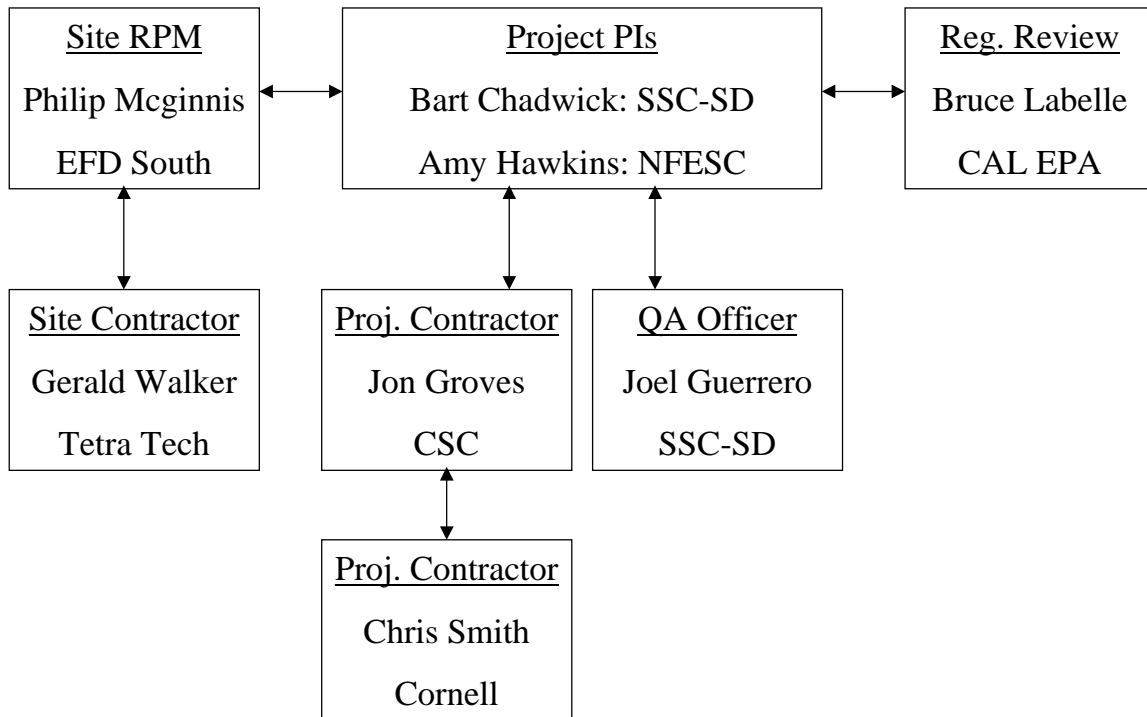 Site RPM
Philip Mcginnis
EFD South
Project PIs
Bart Chadwick: SSC-SD
Amy Hawkins: NFESC
Reg. Review
Bruce Labelle
CAL EPA
Site Contractor
Gerald Walker
Tetra Tech
Proj. Contractor
Jon Groves
CSC
QA Officer
Joel Guerrero
SSC-SD
Proj. Contractor
Chris Smith
Cornell